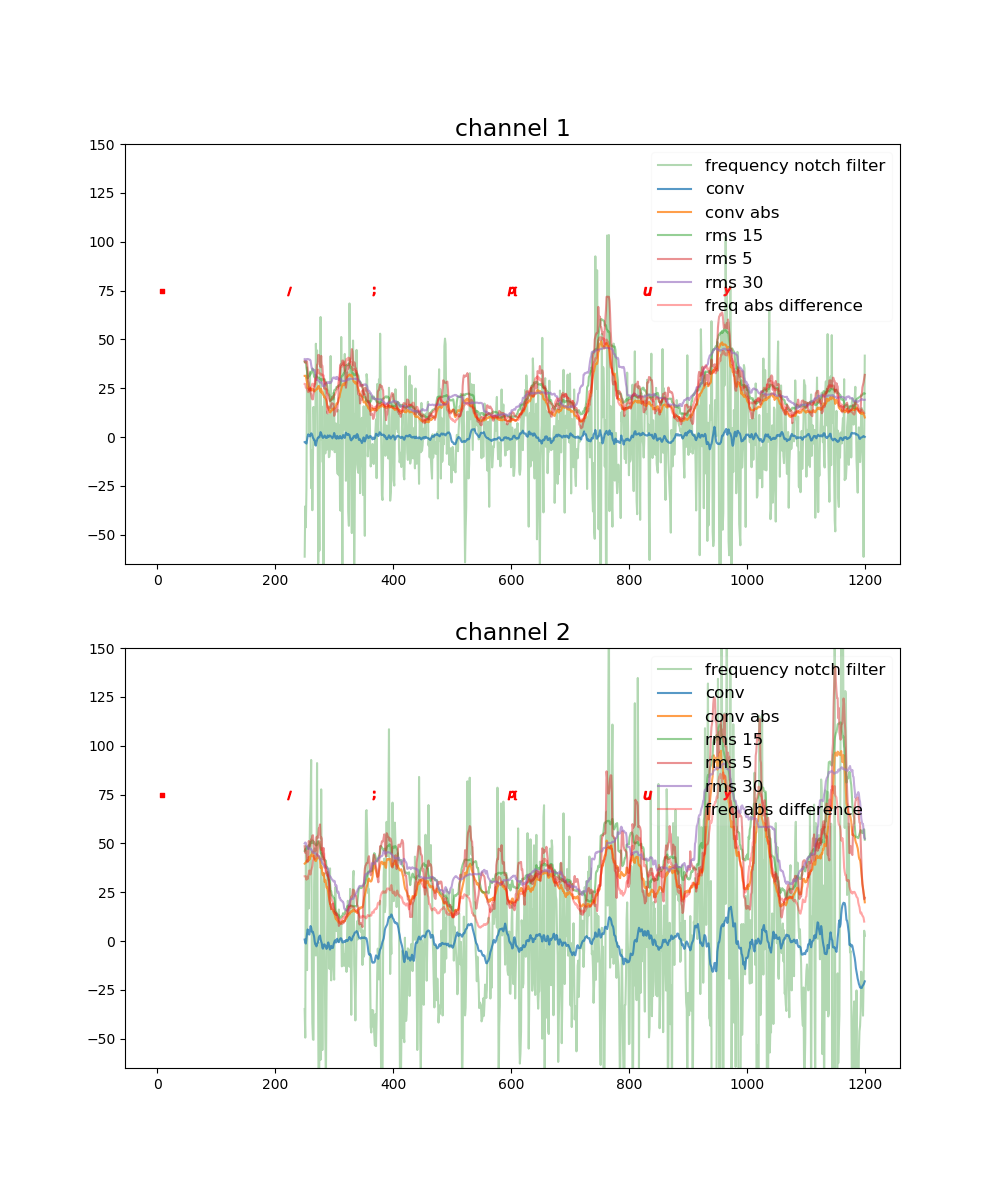 channel 1
150
125
100
75
50
25
0
−25
−50
frequency notch filter
conv
conv abs
rms 15
rms 5
rms 30
freq abs difference
/ ; u y
0 200 400 600 800 1000 1200
channel 2
150
125
100
75
50
25
0
−25
−50
frequency notch filter
conv
conv abs
rms 15
rms 5
rms 30
freq abs difference
/ ; u y
0 200 400 600 800 1000 1200